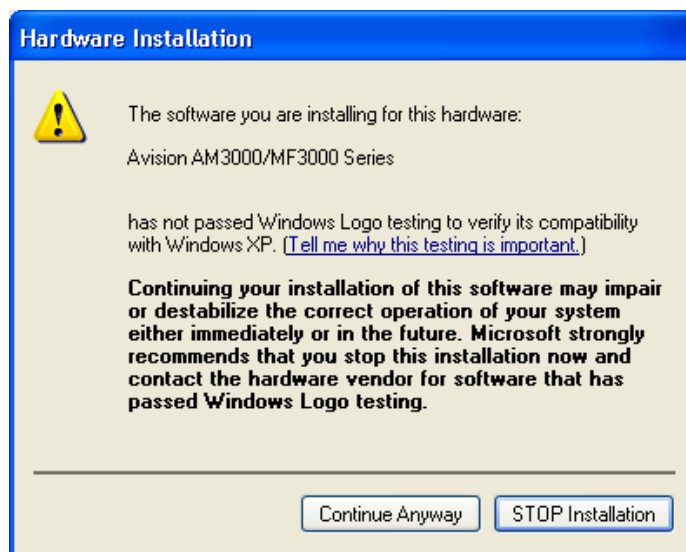 Hardware Installation
The software you are installing for this hardware:
Avision AM3000/MF3000 Series
has not passed Windows Logo testing to verify its compatibility
with Windows XP. (Tell me why this testing is important.)
Continuing your installation of this software may impair
or destabilize the correct operation of your system
either immediately or in the future. Microsoft strongly
recommends that you stop this installation now and
contact the hardware vendor for software that has
passed Windows Logo testing.
Continue Anyway
STOP Installation